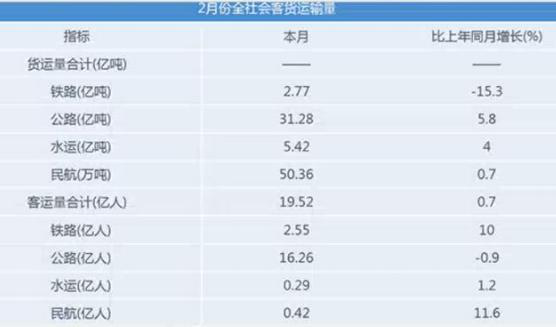 2月份全社会客货运输量
指标 本月 比上年同月增长(%)
货运量合计(亿吨) —— ——
铁路(亿吨) 2.77 -15.3
公路(亿吨) 31.28 5.8
水运(亿吨) 5.42 4
民航(万吨) 50.36 0.7
客运量合计(亿人) 19.52 0.7
铁路(亿人) 2.55 10
公路(亿人) 16.26 -0.9
水运(亿人) 0.29 1.2
民航(亿人) 0.42 11.6